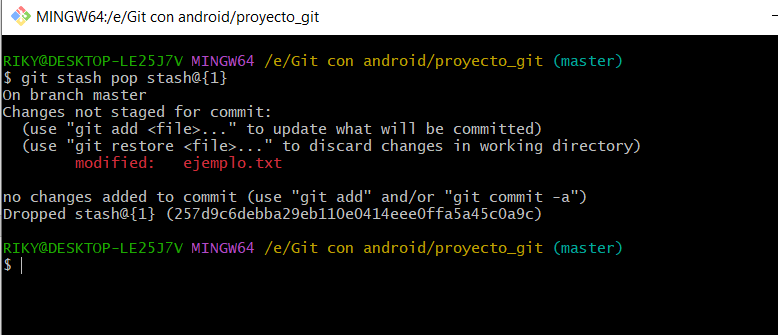 MINGW64:/e/Git con android/proyecto_git
RIKY@DESKTOP-LE25J7V MINGW64 /e/Git con android/proyecto_git (master)
$ git stash pop stash@{1}
On branch master
Changes not staged for commit:
  (use "git add <file>..." to update what will be committed)
  (use "git restore <file>..." to discard changes in working directory)
        modified:   ejemplo.txt
no changes added to commit (use "git add" and/or "git commit -a")
Dropped stash@{1} (257d9c6debba29eb110e0414eee0ffa5a45c0a9c)
RIKY@DESKTOP-LE25J7V MINGW64 /e/Git con android/proyecto_git (master)
$